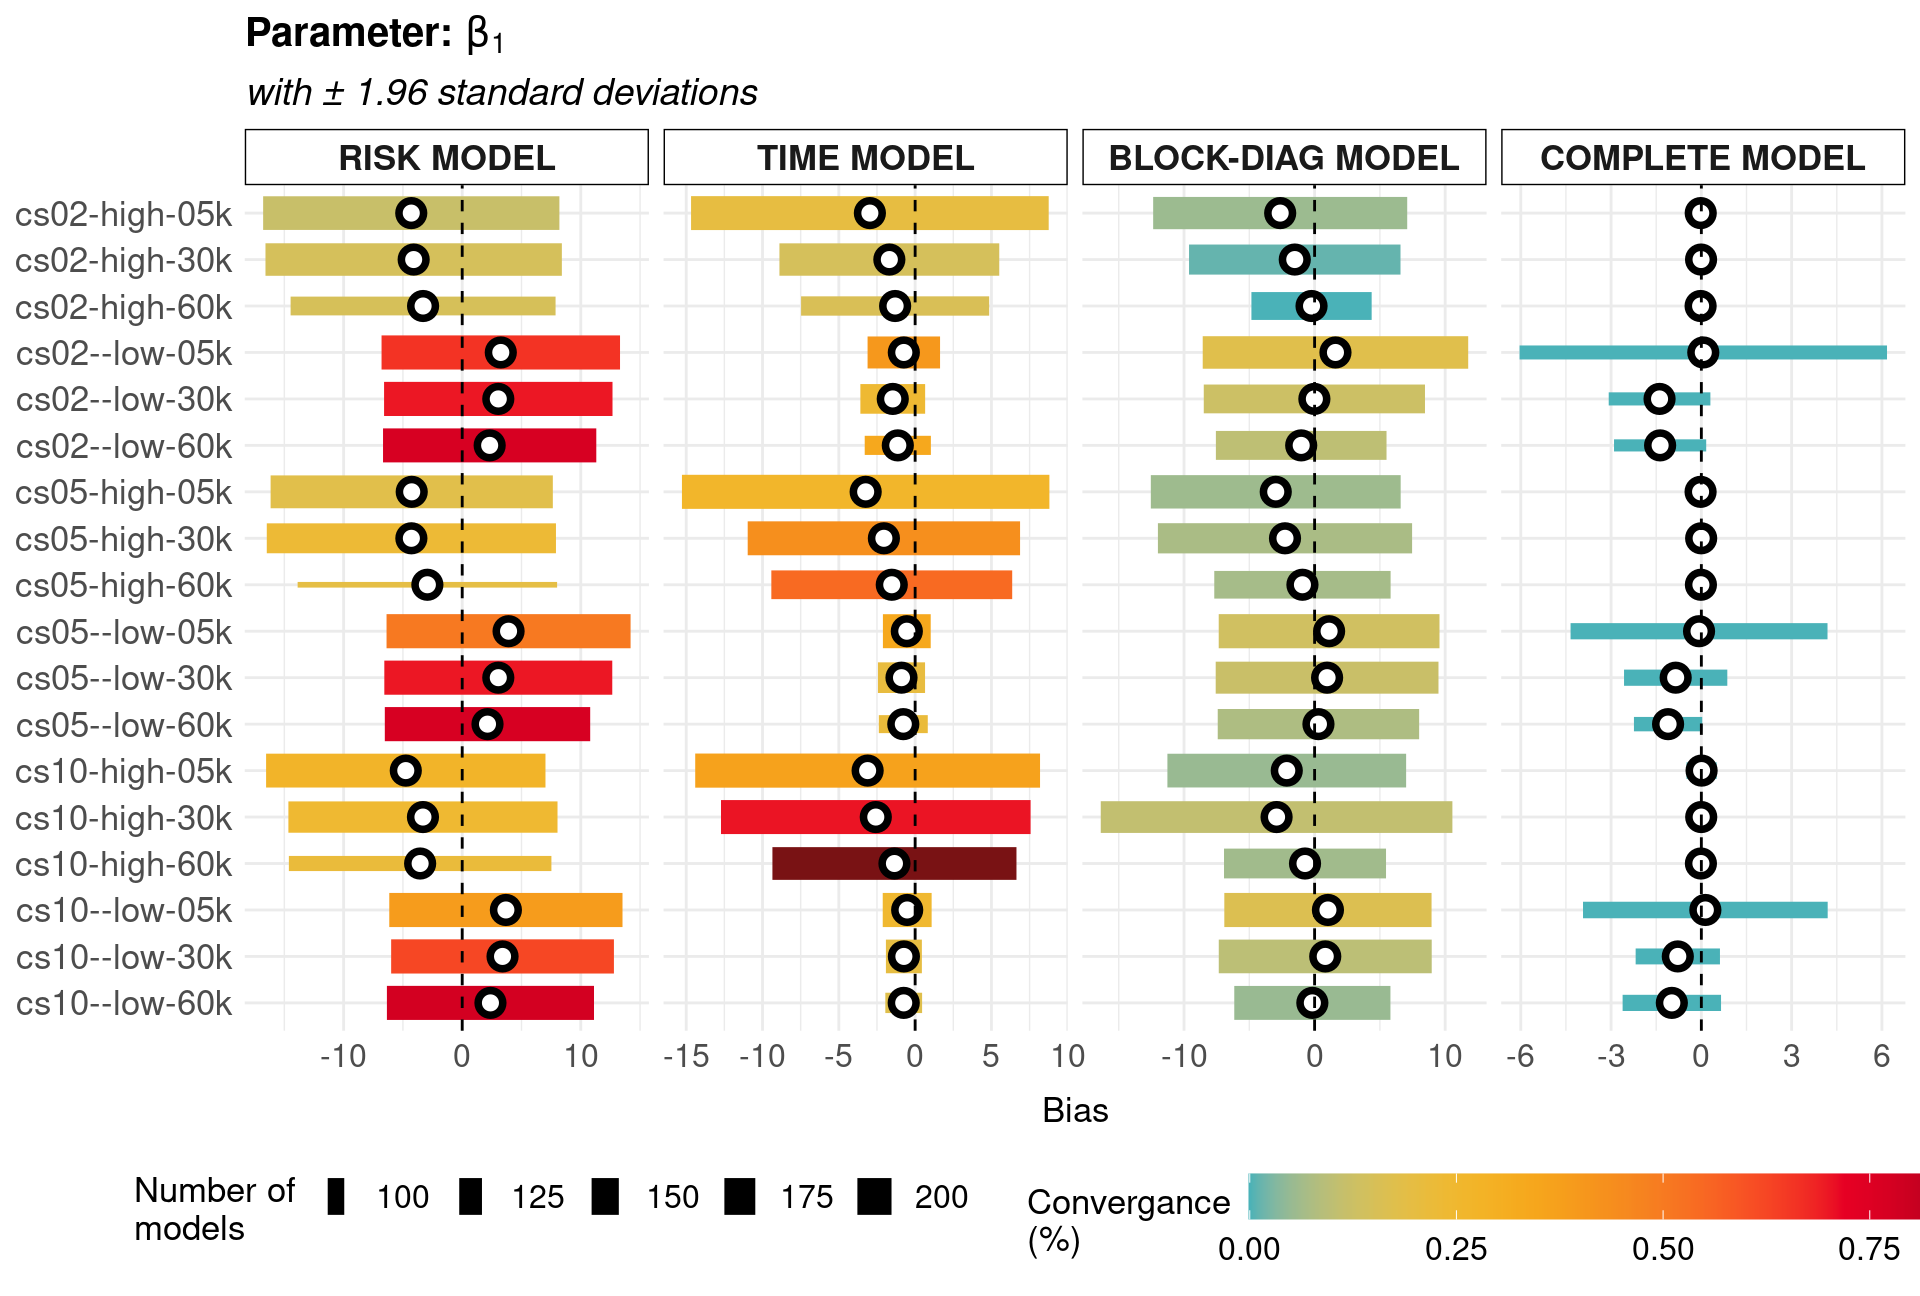 Parameter: β1
with ± 1.96 standard deviations
RISK MODEL TIME MODEL BLOCK-DIAG MODEL COMPLETE MODEL
cs02-high-05k
cs02-high-30k
cs02-high-60k
cs02--low-05k
cs02--low-30k
cs02--low-60k
cs05-high-05k
cs05-high-30k
cs05-high-60k
cs05--low-05k
cs05--low-30k
cs05--low-60k
cs10-high-05k
cs10-high-30k
cs10-high-60k
cs10--low-05k
cs10--low-30k
cs10--low-60k
-10 0 10 -15 -10 -5 0 5 10 -10 0 10 -6 -3 0 3 6
Bias
Number of
models
100 125 150 175 200
Convergance
(%)
0.00 0.25 0.50 0.75